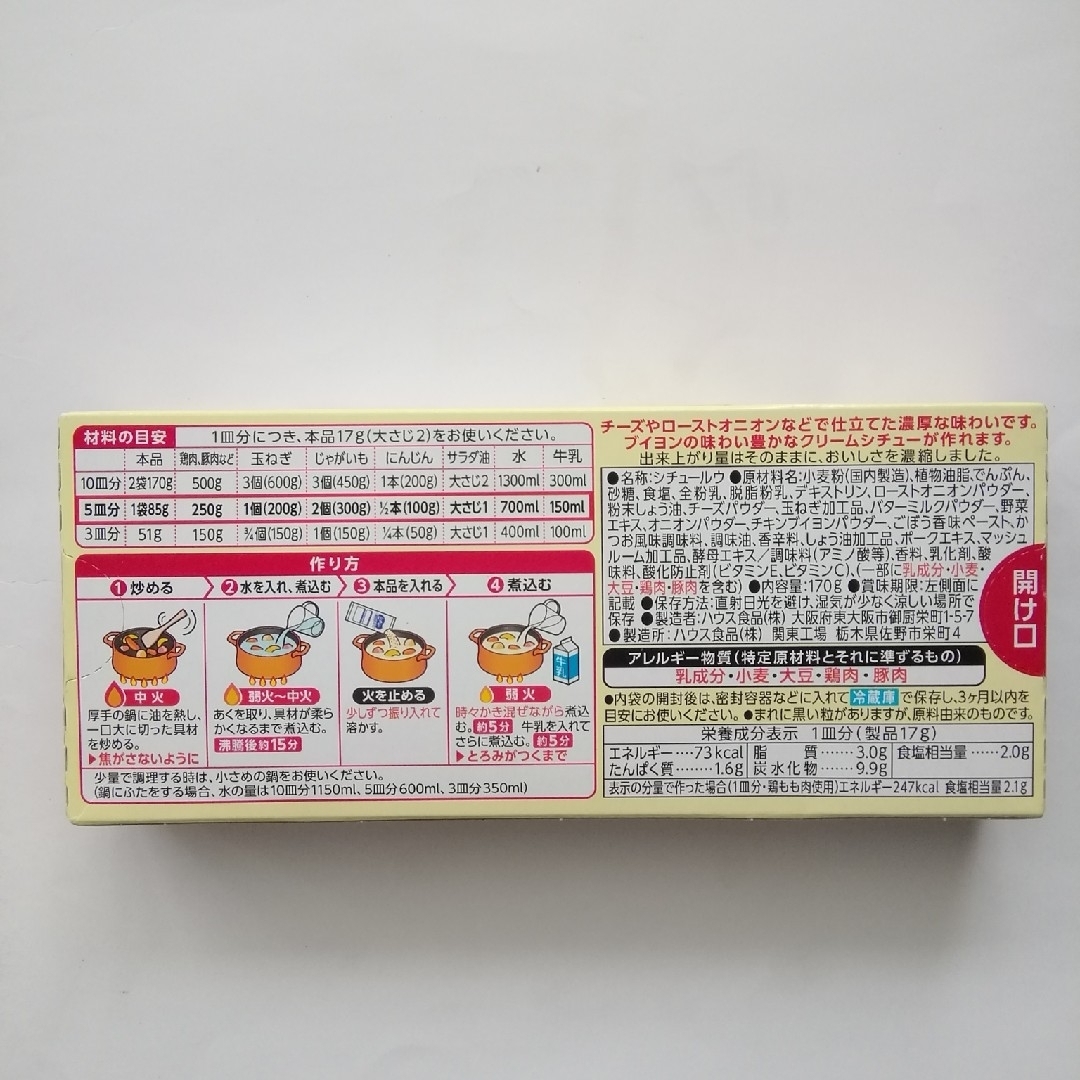 材料の目安 1皿分につき、本品17g(大さじ2)をお使いください。
本品 鶏肉、豚肉など 玉ねぎ じゃがいも にんじん サラダ油 水 牛乳
10皿分 2袋170g 500g 3個(600g) 3個(450g) 1本(200g) 大さじ2 1300ml 300ml
5皿分 1袋85g 250g 1個(200g) 2個(300g) ½本(100g) 大さじ1 700ml 150ml
3皿分 51g 150g ¾個(150g) 1個(150g) ¼本(50g) 大さじ1 400ml 100ml
作り方
1 炒める
中火
厚手の鍋に油を熱し、
一口大に切った具材
を炒める。
▶焦がさないように
2 水を入れ、煮込む
弱火〜中火
あくを取り、具材が柔ら
かくなるまで煮込む。
沸騰後約15分
3 本品を入れる
火を止める
少しずつ振り入れて
溶かす。
4 煮込む
牛乳
弱火
時々かき混ぜながら煮込
む。約5分 牛乳を入れて
さらに煮込む。約5分
▶とろみがつくまで
少量で調理する時は、小さめの鍋をお使いください。
(鍋にふたをする場合、水の量は10皿分1150ml、5皿分600ml、3皿分350ml)
チーズやローストオニオンなどで仕立てた濃厚な味わいです。
ブイヨンの味わい豊かなクリームシチューが作れます。
出来上がり量はそのままに、おいしさを濃縮しました。
●名称:シチュールウ ●原材料名:小麦粉(国内製造)、植物油脂、でんぷん、
砂糖、食塩、全粉乳、脱脂粉乳、デキストリン、ローストオニオンパウダー、
粉末しょう油、チーズパウダー、玉ねぎ加工品、バターミルクパウダー、野菜
エキス、オニオンパウダー、チキンブイヨンパウダー、ごぼう香味ペースト、か
つお風味調味料、調味油、香辛料、しょう油加工品、ポークエキス、マッシュ
ルーム加工品、酵母エキス/調味料(アミノ酸等)、香料、乳化剤、酸
味料、酸化防止剤(ビタミンE、ビタミンC)、(一部に乳成分・小麦・
大豆・鶏肉・豚肉を含む) ●内容量:170g ●賞味期限:左側面に
記載 ●保存方法:直射日光を避け、湿気が少なく涼しい場所で
保存 ●製造者:ハウス食品(株) 大阪府東大阪市御厨栄町1-5-7
●製造所:ハウス食品(株) 関東工場 栃木県佐野市栄町4
開け口
アレルギー物質(特定原材料とそれに準ずるもの)
乳成分・小麦・大豆・鶏肉・豚肉
●内袋の開封後は、密封容器などに入れて冷蔵庫で保存し、3ヶ月以内を
目安にお使いください。●まれに黒い粒がありますが、原料由来のものです。
栄養成分表示 1皿分(製品17g)
エネルギー‥‥73kcal 脂質‥‥‥3.0g 食塩相当量‥‥‥2.0g
たんぱく質‥‥‥1.6g 炭水化物‥‥‥9.9g
表示の分量で作った場合(1皿分・鶏もも肉使用)エネルギー247kcal 食塩相当量2.1g